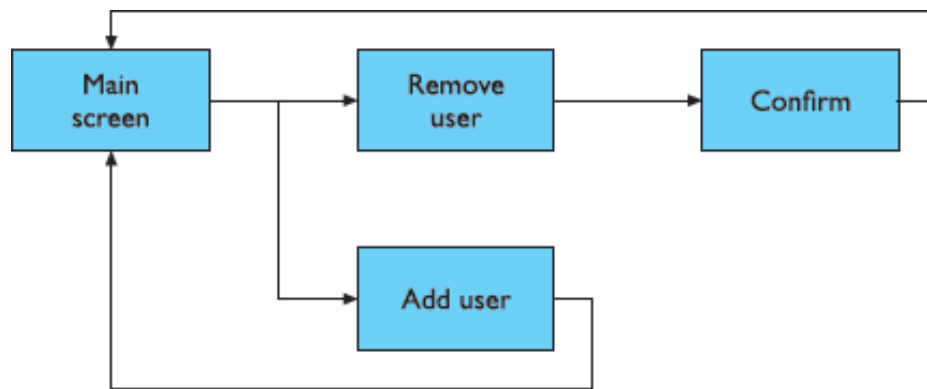 Main
screen
Remove
user
Confirm
Add user